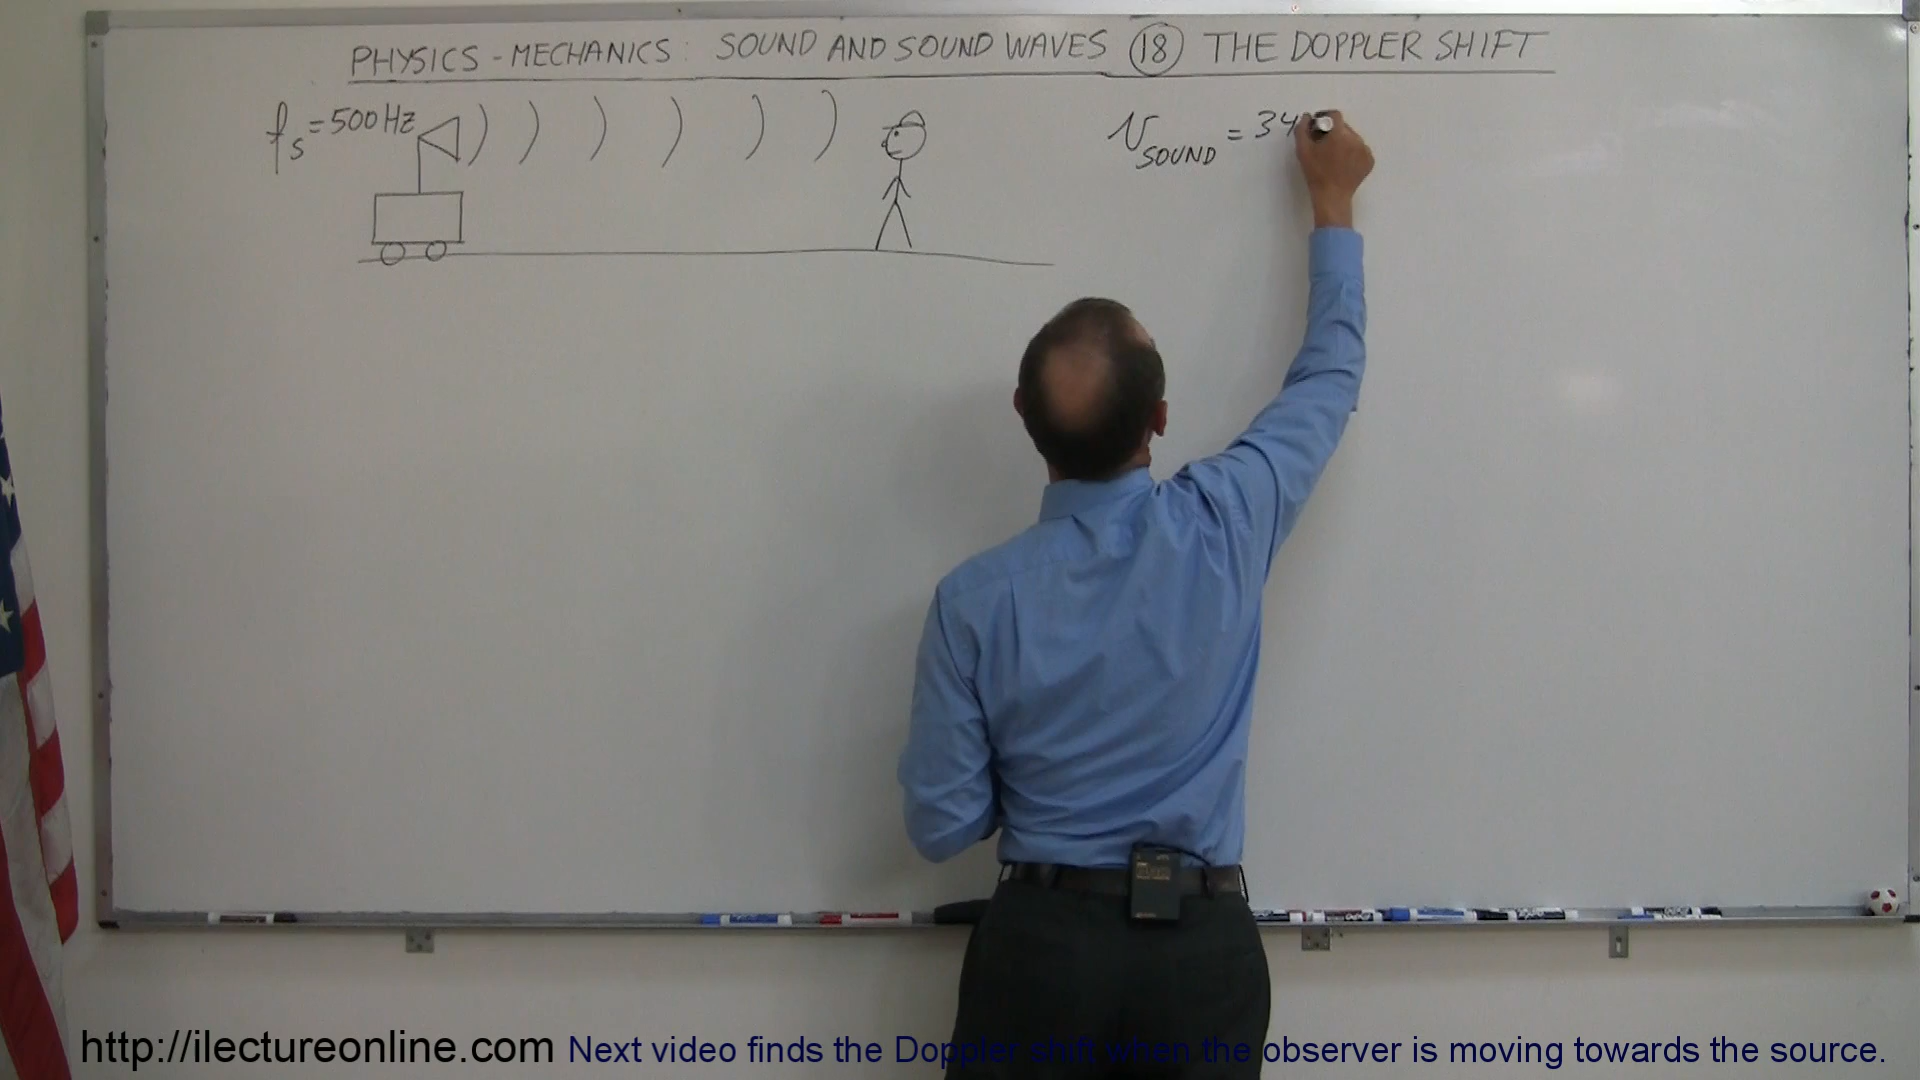 PHYSICS - MECHANICS: SOUND AND SOUND WAVES 18 THE DOPPLER SHIFT
fs = 500 Hz
VSOUND = 34
http://ilectureonline.com Next video finds the Doppler shift when the observer is moving towards the source.